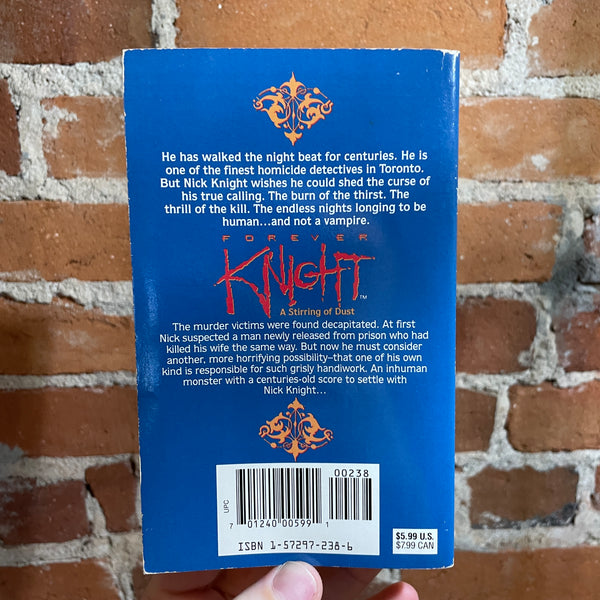 He has walked the night beat for centuries. He is
one of the finest homicide detectives in Toronto.
But Nick Knight wishes he could shed the curse of
his true calling. The burn of the thirst. The
thrill of the kill. The endless nights longing to be
human...and not a vampire.
FOREVER
KNIGHT™
A Stirring of Dust
The murder victims were found decapitated. At first
Nick suspected a man newly released from prison who had
killed his wife the same way. But now he must consider
another, more horrifying possibility–that one of his own
kind is responsible for such grisly handiwork. An inhuman
monster with a centuries-old score to settle with
Nick Knight...
00238
UPC
7 01240 00599 1
ISBN 1-57297-238-6
$5.99 U.S.
$7.99 CAN